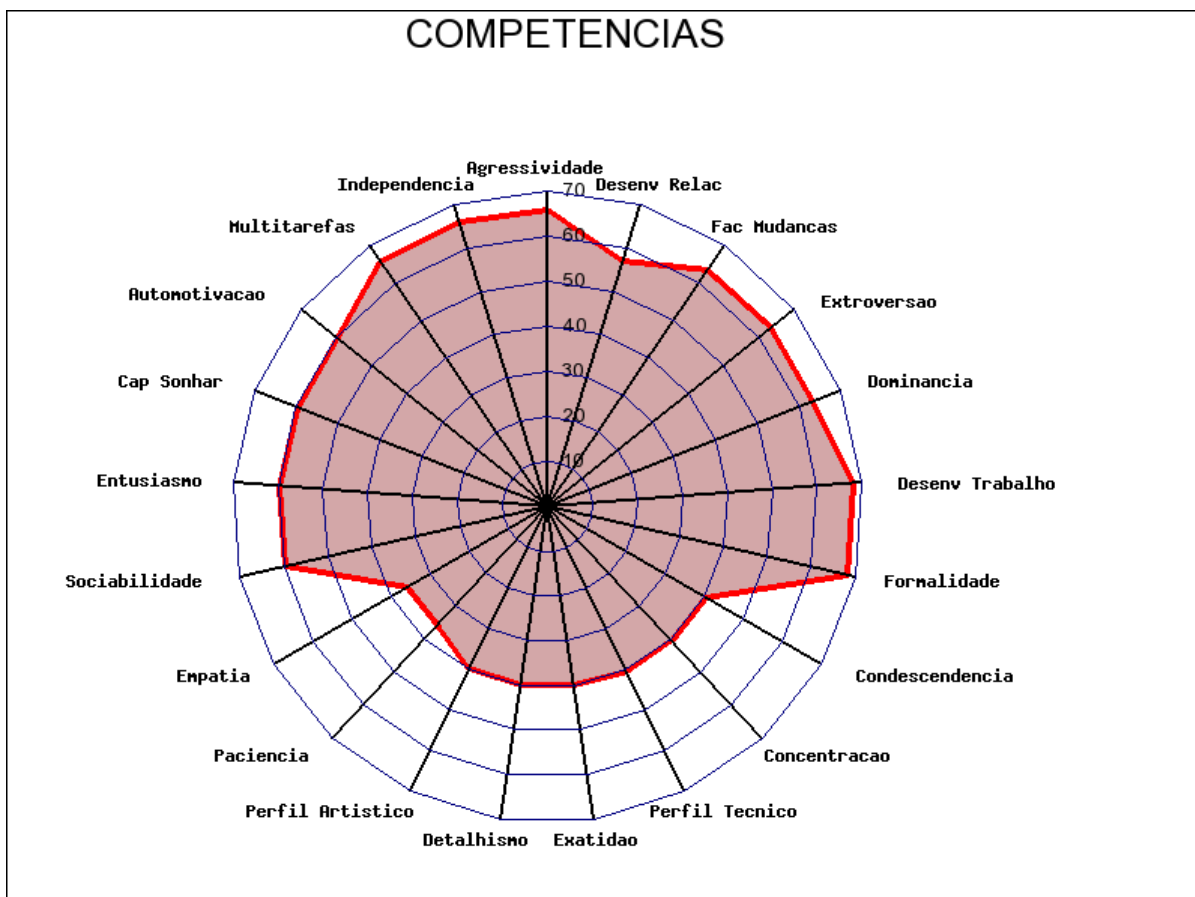 COMPETENCIAS
Agressividade
Desenv Relac
Fac Mudancas
Extroversao
Dominancia
Desenv Trabalho
Formalidade
Condescendencia
Concentracao
Perfil Tecnico
Exatidao
Detalhismo
Perfil Artistico
Paciencia
Empatia
Sociabilidade
Entusiasmo
Cap Sonhar
Automotivacao
Multitarefas
Independencia
70
60
50
40
30
20
10